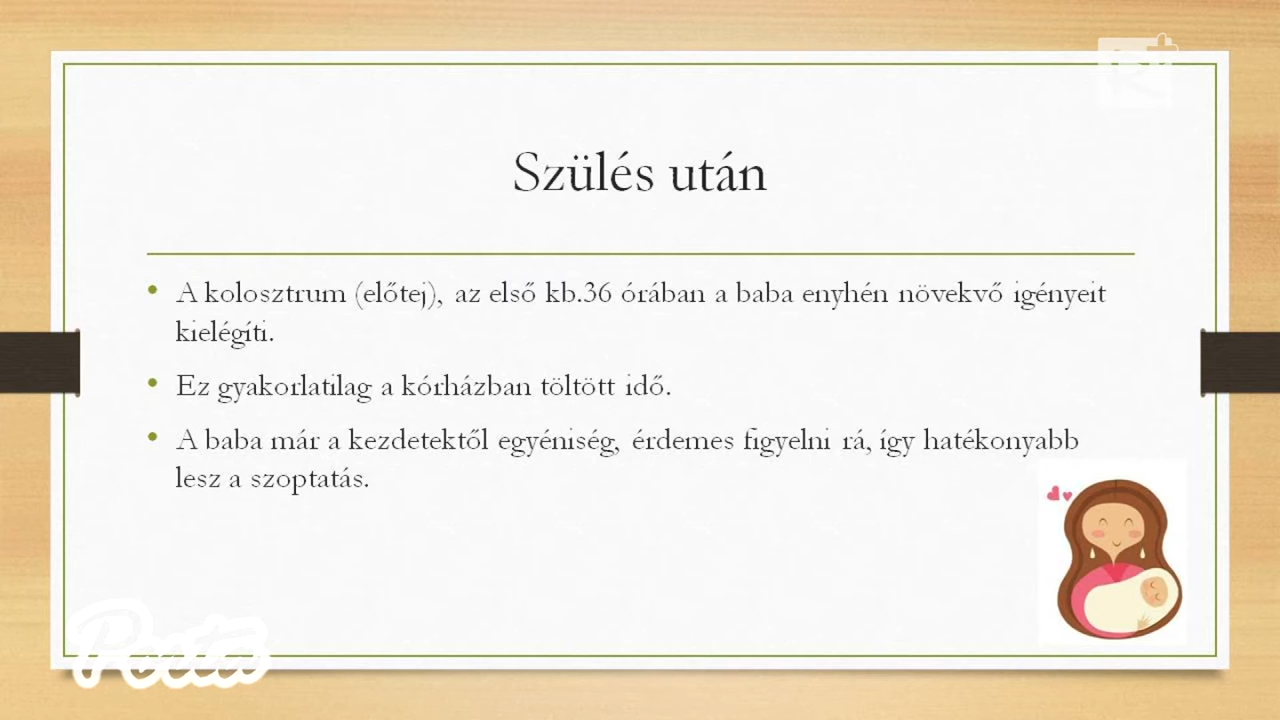 Szülés után
A kolosztrum (előtej), az első kb.36 órában a baba enyhén növekvő igényeit
kielégíti.
Ez gyakorlatilag a kórházban töltött idő.
A baba már a kezdetektől egyéniség, érdemes figyelni rá, így hatékonyabb
lesz a szoptatás.
Porta